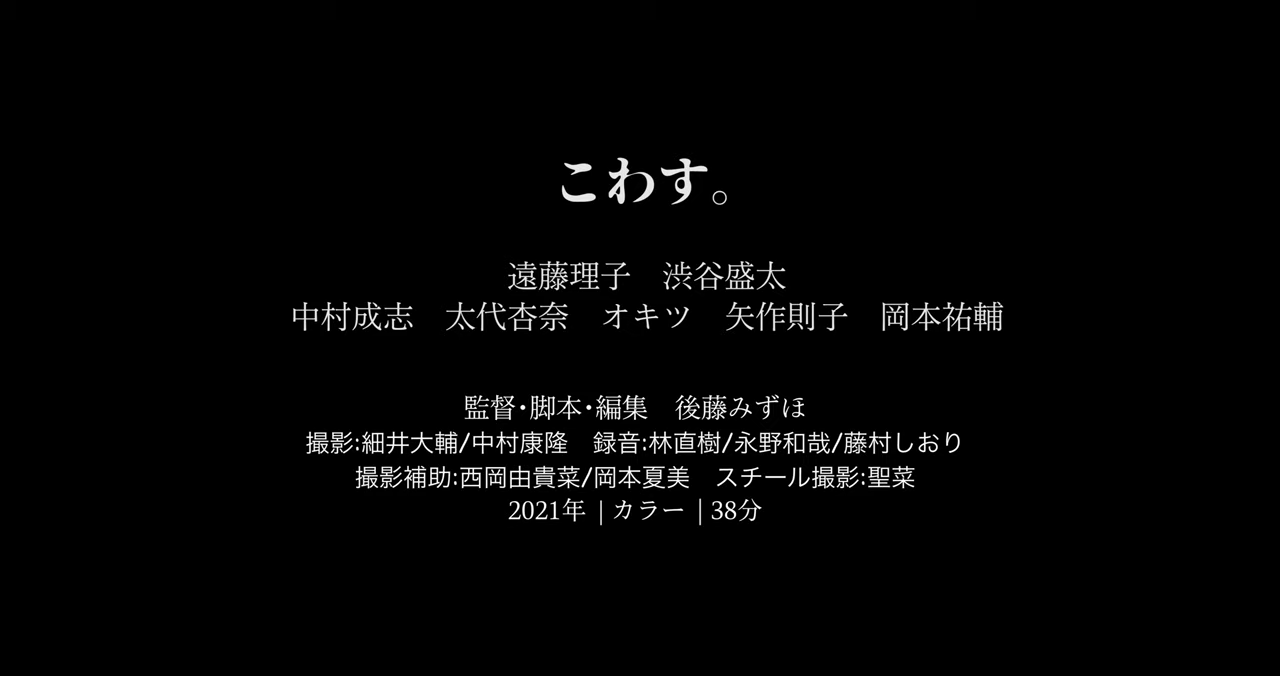 こわす。
遠藤理子　渋谷盛太
中村成志　太代杏奈　オキツ　矢作則子　岡本祐輔
監督・脚本・編集　後藤みずほ
撮影:細井大輔/中村康隆　録音:林直樹/永野和哉/藤村しおり
撮影補助:西岡由貴菜/岡本夏美　スチール撮影:聖菜
2021年 | カラー | 38分